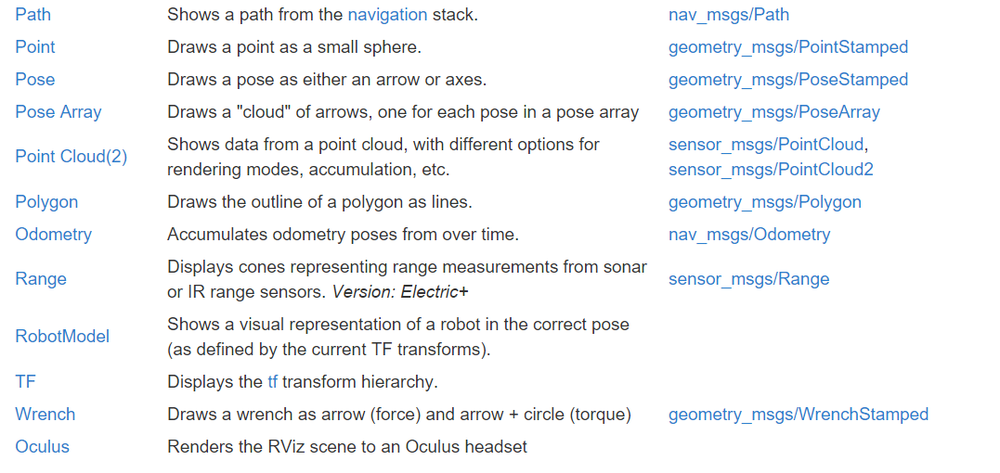 Path Shows a path from the navigation stack. nav_msgs/Path
Point Draws a point as a small sphere. geometry_msgs/PointStamped
Pose Draws a pose as either an arrow or axes. geometry_msgs/PoseStamped
Pose Array Draws a "cloud" of arrows, one for each pose in a pose array geometry_msgs/PoseArray
Point Cloud(2) Shows data from a point cloud, with different options for
rendering modes, accumulation, etc. sensor_msgs/PointCloud,
sensor_msgs/PointCloud2
Polygon Draws the outline of a polygon as lines. geometry_msgs/Polygon
Odometry Accumulates odometry poses from over time. nav_msgs/Odometry
Range Displays cones representing range measurements from sonar
or IR range sensors. Version: Electric+ sensor_msgs/Range
RobotModel Shows a visual representation of a robot in the correct pose
(as defined by the current TF transforms).
TF Displays the tf transform hierarchy.
Wrench Draws a wrench as arrow (force) and arrow + circle (torque) geometry_msgs/WrenchStamped
Oculus Renders the RViz scene to an Oculus headset